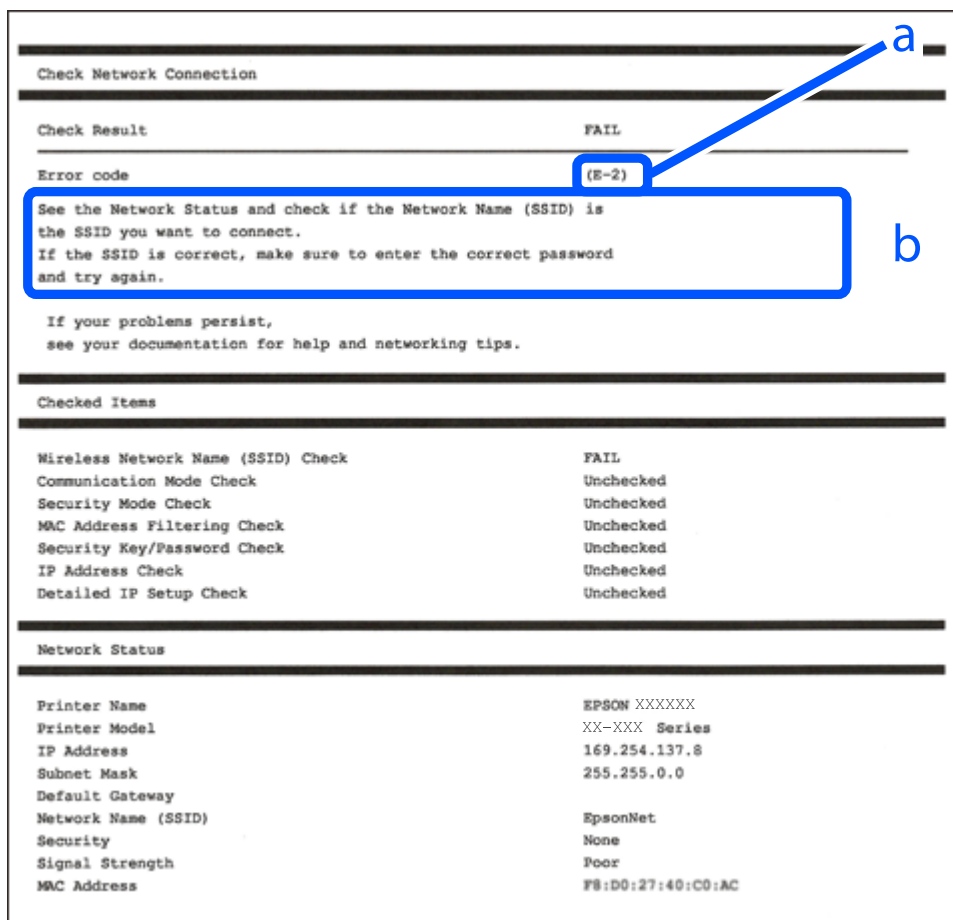 a
Check Network Connection
Check Result FAIL
Error code (E-2)
See the Network Status and check if the Network Name (SSID) is
the SSID you want to connect.
If the SSID is correct, make sure to enter the correct password
and try again.
b
If your problems persist,
see your documentation for help and networking tips.
Checked Items
Wireless Network Name (SSID) Check FAIL
Communication Mode Check Unchecked
Security Mode Check Unchecked
MAC Address Filtering Check Unchecked
Security Key/Password Check Unchecked
IP Address Check Unchecked
Detailed IP Setup Check Unchecked
Network Status
Printer Name EPSON XXXXXX
Printer Model XX-XXX Series
IP Address 169.254.137.8
Subnet Mask 255.255.0.0
Default Gateway
Network Name (SSID) EpsonNet
Security None
Signal Strength Poor
MAC Address F8:D0:27:40:C0:AC